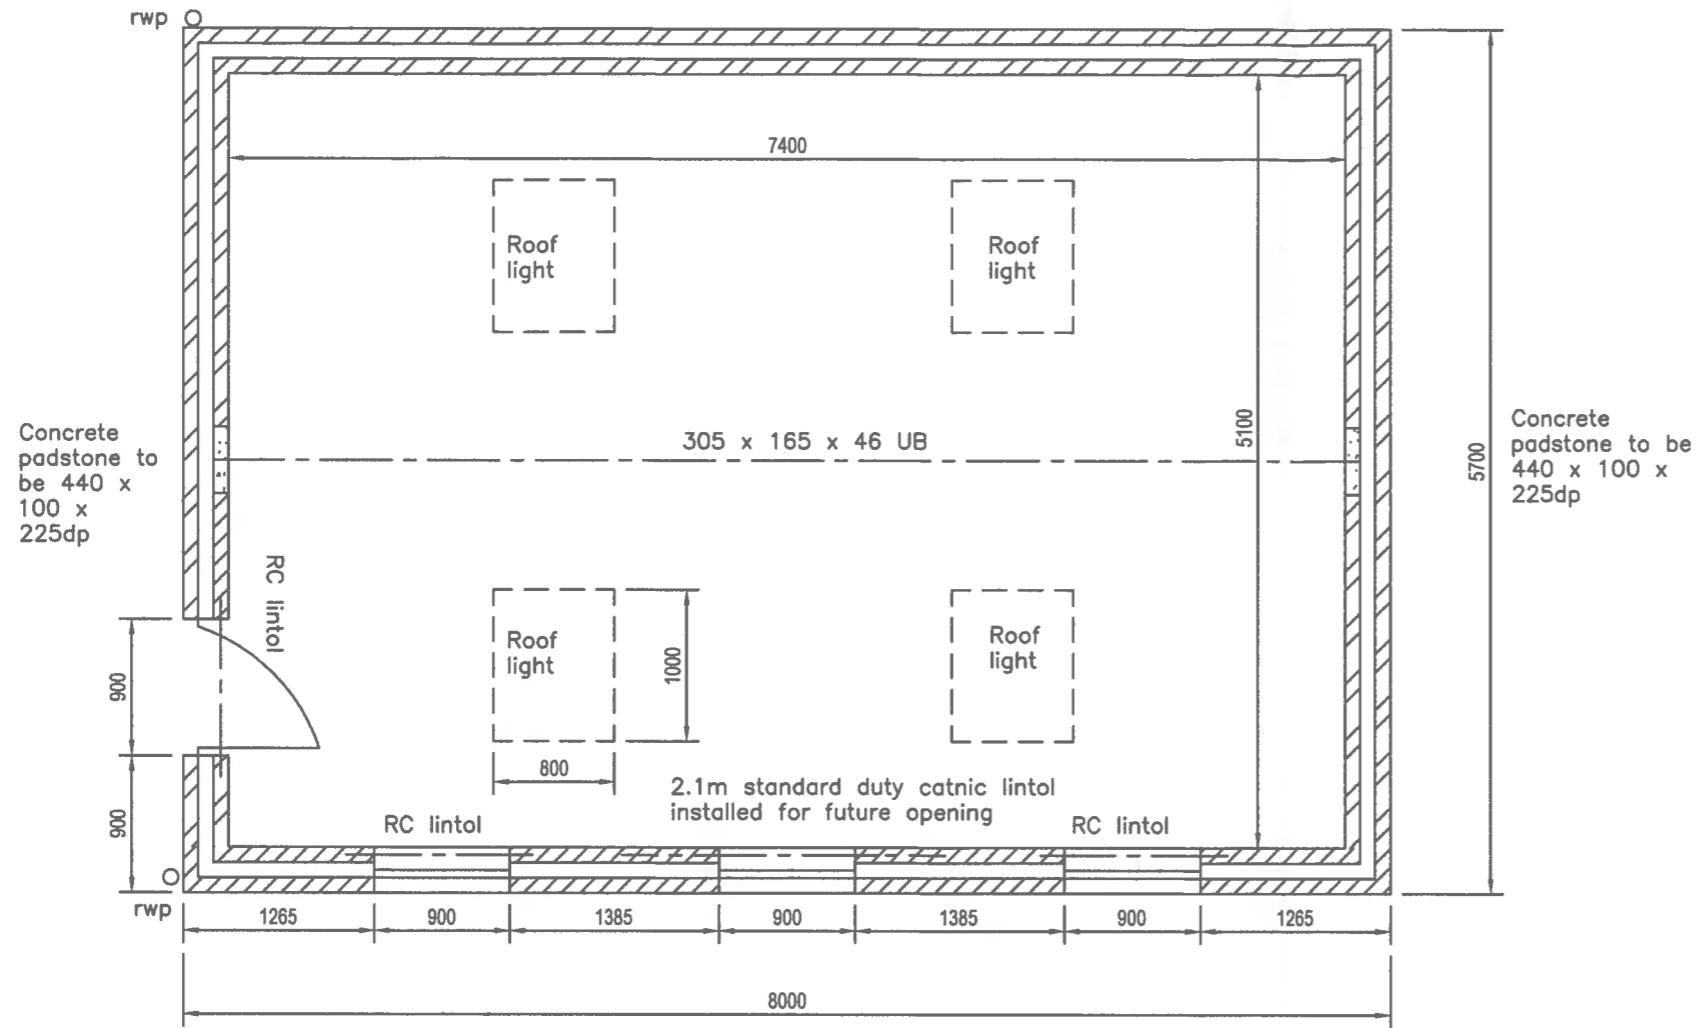 rwp
7400
Roof
light
Roof
light
305 x 165 x 46 UB
5100
5700
Concrete
padstone to
be 440 x
100 x
225dp
Concrete
padstone to be
440 x 100 x
225dp
RC lintol
900
900
Roof
light
1000
800
Roof
light
2.1m standard duty catnic lintol
installed for future opening
RC lintol
RC lintol
rwp
1265
900
1385
900
1385
900
1265
8000